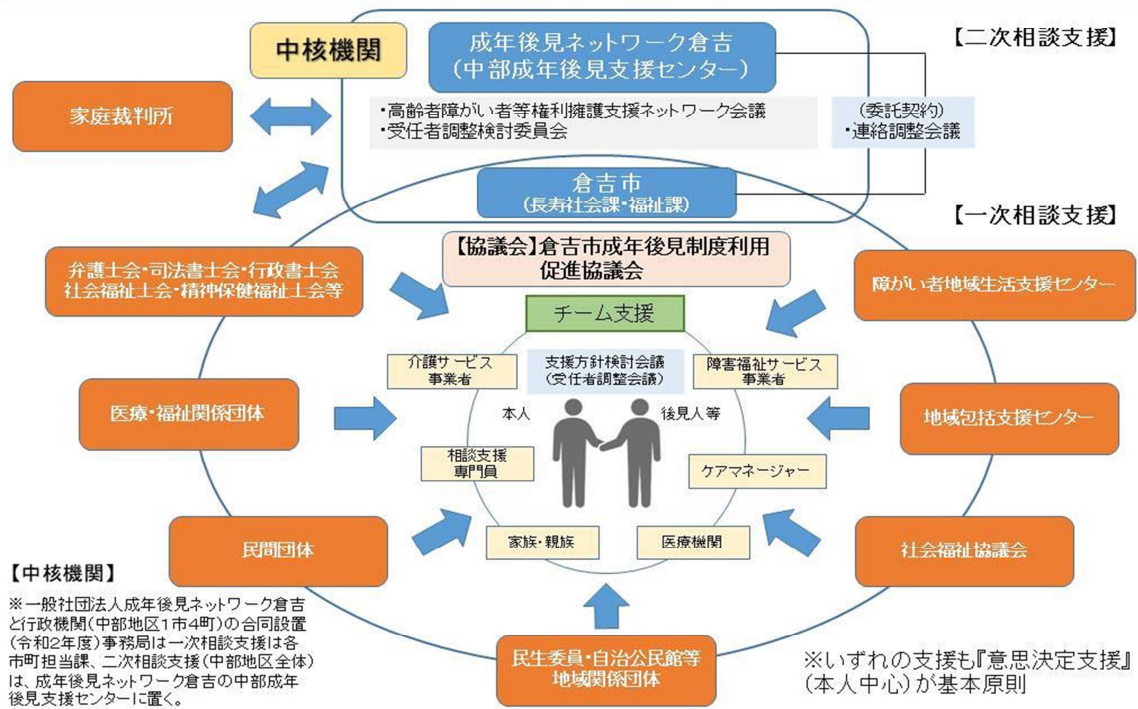 中核機関
成年後見ネットワーク倉吉
(中部成年後見支援センター)
【二次相談支援】
家庭裁判所
・高齢者障がい者等権利擁護支援ネットワーク会議
・受任者調整検討委員会
(委託契約)
・連絡調整会議
倉吉市
(長寿社会課・福祉課)
【一次相談支援】
【協議会】倉吉市成年後見制度利用
促進協議会
弁護士会・司法書士会・行政書士会
社会福祉士会・精神保健福祉士会等
障がい者地域生活支援センター
チーム支援
介護サービス
事業者
支援方針検討会議
(受任者調整会議)
障害福祉サービス
事業者
医療・福祉関係団体
本人
後見人等
地域包括支援センター
相談支援
専門員
ケアマネージャー
民間団体
家族・親族
医療機関
社会福祉協議会
【中核機関】
※一般社団法人成年後見ネットワーク倉吉
と行政機関(中部地区1市4町)の合同設置
(令和2年度)事務局は一次相談支援は各
市町担当課、二次相談支援(中部地区全体)
は、成年後見ネットワーク倉吉の中部成年
後見支援センターに置く。
民生委員・自治公民館等
地域関係団体
※いずれの支援も『意思決定支援』
(本人中心)が基本原則